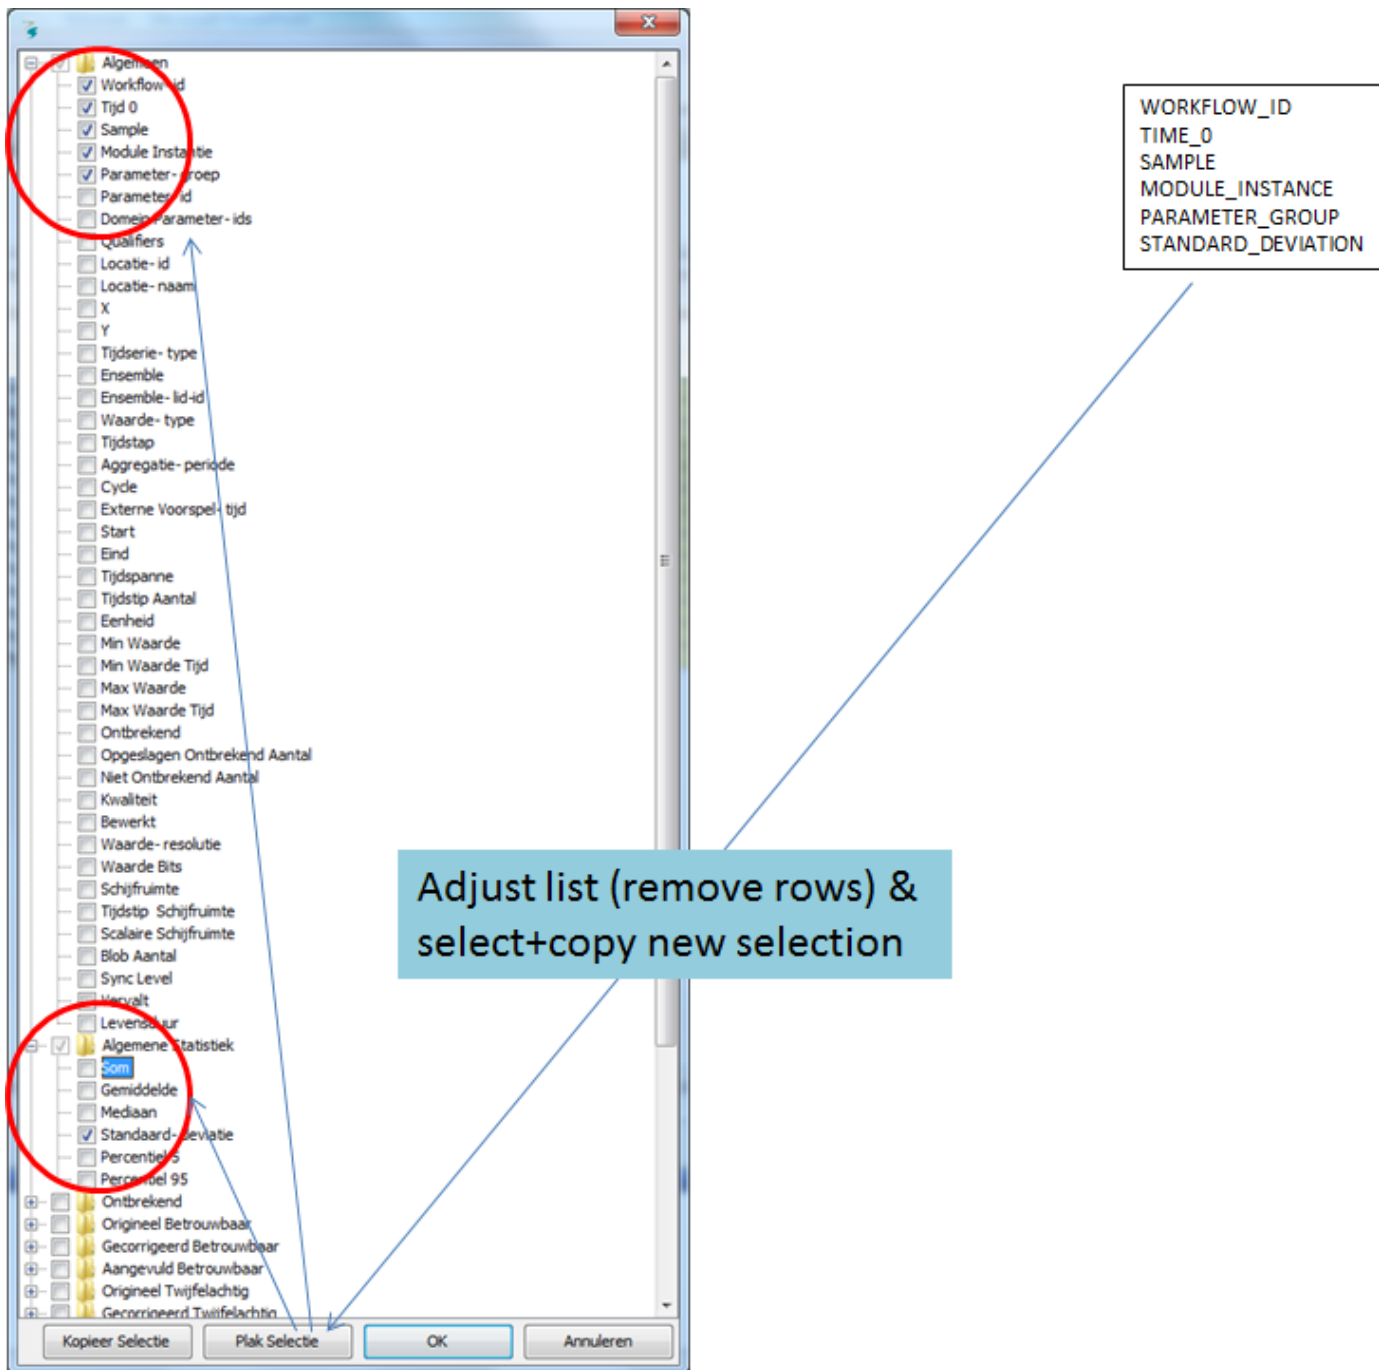 Algemeen
Workflow-id
Tijd 0
Sample
Module Instantie
Parameter-groep
Parameter-id
Domein Parameter-ids
Qualifiers
Locatie-id
Locatie-naam
X
Y
Tijdserie-type
Ensemble
Ensemble-lid-id
Waarde-type
Tijdstap
Aggregatie-periode
Cycle
Externe Voorspel-tijd
Start
Eind
Tijdspanne
Tijdstip Aantal
Eenheid
Min Waarde
Min Waarde Tijd
Max Waarde
Max Waarde Tijd
Ontbrekend
Opgeslagen Ontbrekend Aantal
Niet Ontbrekend Aantal
Kwaliteit
Bewerkt
Waarde-resolutie
Waarde Bits
Schijfruimte
Tijdstip Schijfruimte
Scalaire Schijfruimte
Blob Aantal
Sync Level
Vervalt
Levensduur
Algemene Statistiek
Som
Gemiddelde
Mediaan
Standaard-deviatie
Percentiel 5
Percentiel 95
Ontbrekend
Origineel Betrouwbaar
Gecorrigeerd Betrouwbaar
Aangevuld Betrouwbaar
Origineel Twijfelachtig
Gecorrigeerd Twijfelachtig
Kopieer Selectie
Plak Selectie
OK
Annuleren
WORKFLOW_ID
TIME_0
SAMPLE
MODULE_INSTANCE
PARAMETER_GROUP
STANDARD_DEVIATION
Adjust list (remove rows) &
select+copy new selection